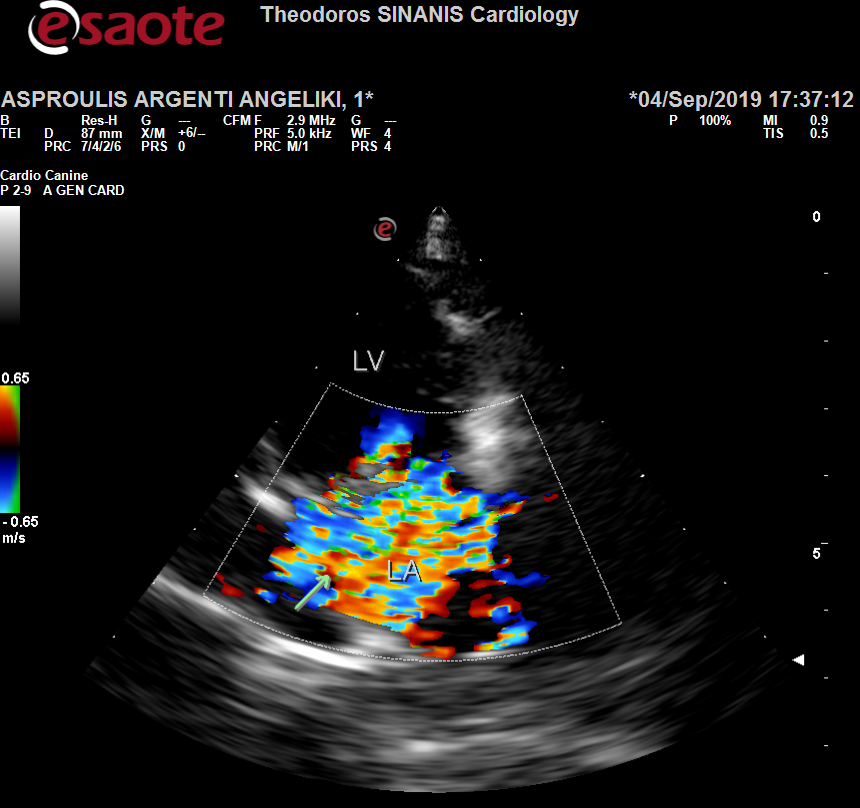 esaote
Theodoros SINANIS Cardiology
ASPROULIS ARGENTI ANGELIKI, 1*
*04/Sep/2019 17:37:12
B Res-H G --- CFM F 2.9 MHz G --- P 100% MI 0.9
TEI D 87 mm X/M +6/-- PRF 5.0 kHz WF 4 TIS 0.5
PRC 7/4/2/6 PRS 0 PRC M/1 PRS 4
Cardio Canine
P 2-9 A GEN CARD
e
0
LV
0.65
-0.65
m/s
5
LA